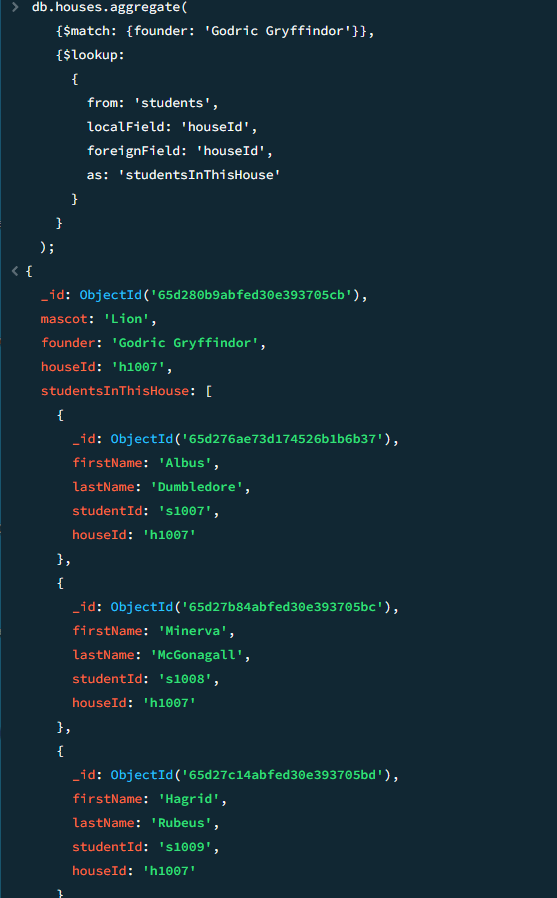 > db.houses.aggregate(
{$match: {founder: 'Godric Gryffindor'}},
{$lookup:
{
from: 'students',
localField: 'houseId',
foreignField: 'houseId',
as: 'studentsInThisHouse'
}
}
);
< {
_id: ObjectId('65d280b9abfed30e393705cb'),
mascot: 'Lion',
founder: 'Godric Gryffindor',
houseId: 'h1007',
studentsInThisHouse: [
{
_id: ObjectId('65d276ae73d174526b1b6b37'),
firstName: 'Albus',
lastName: 'Dumbledore',
studentId: 's1007',
houseId: 'h1007'
},
{
_id: ObjectId('65d27b84abfed30e393705bc'),
firstName: 'Minerva',
lastName: 'McGonagall',
studentId: 's1008',
houseId: 'h1007'
},
{
_id: ObjectId('65d27c14abfed30e393705bd'),
firstName: 'Hagrid',
lastName: 'Rubeus',
studentId: 's1009',
houseId: 'h1007'
}